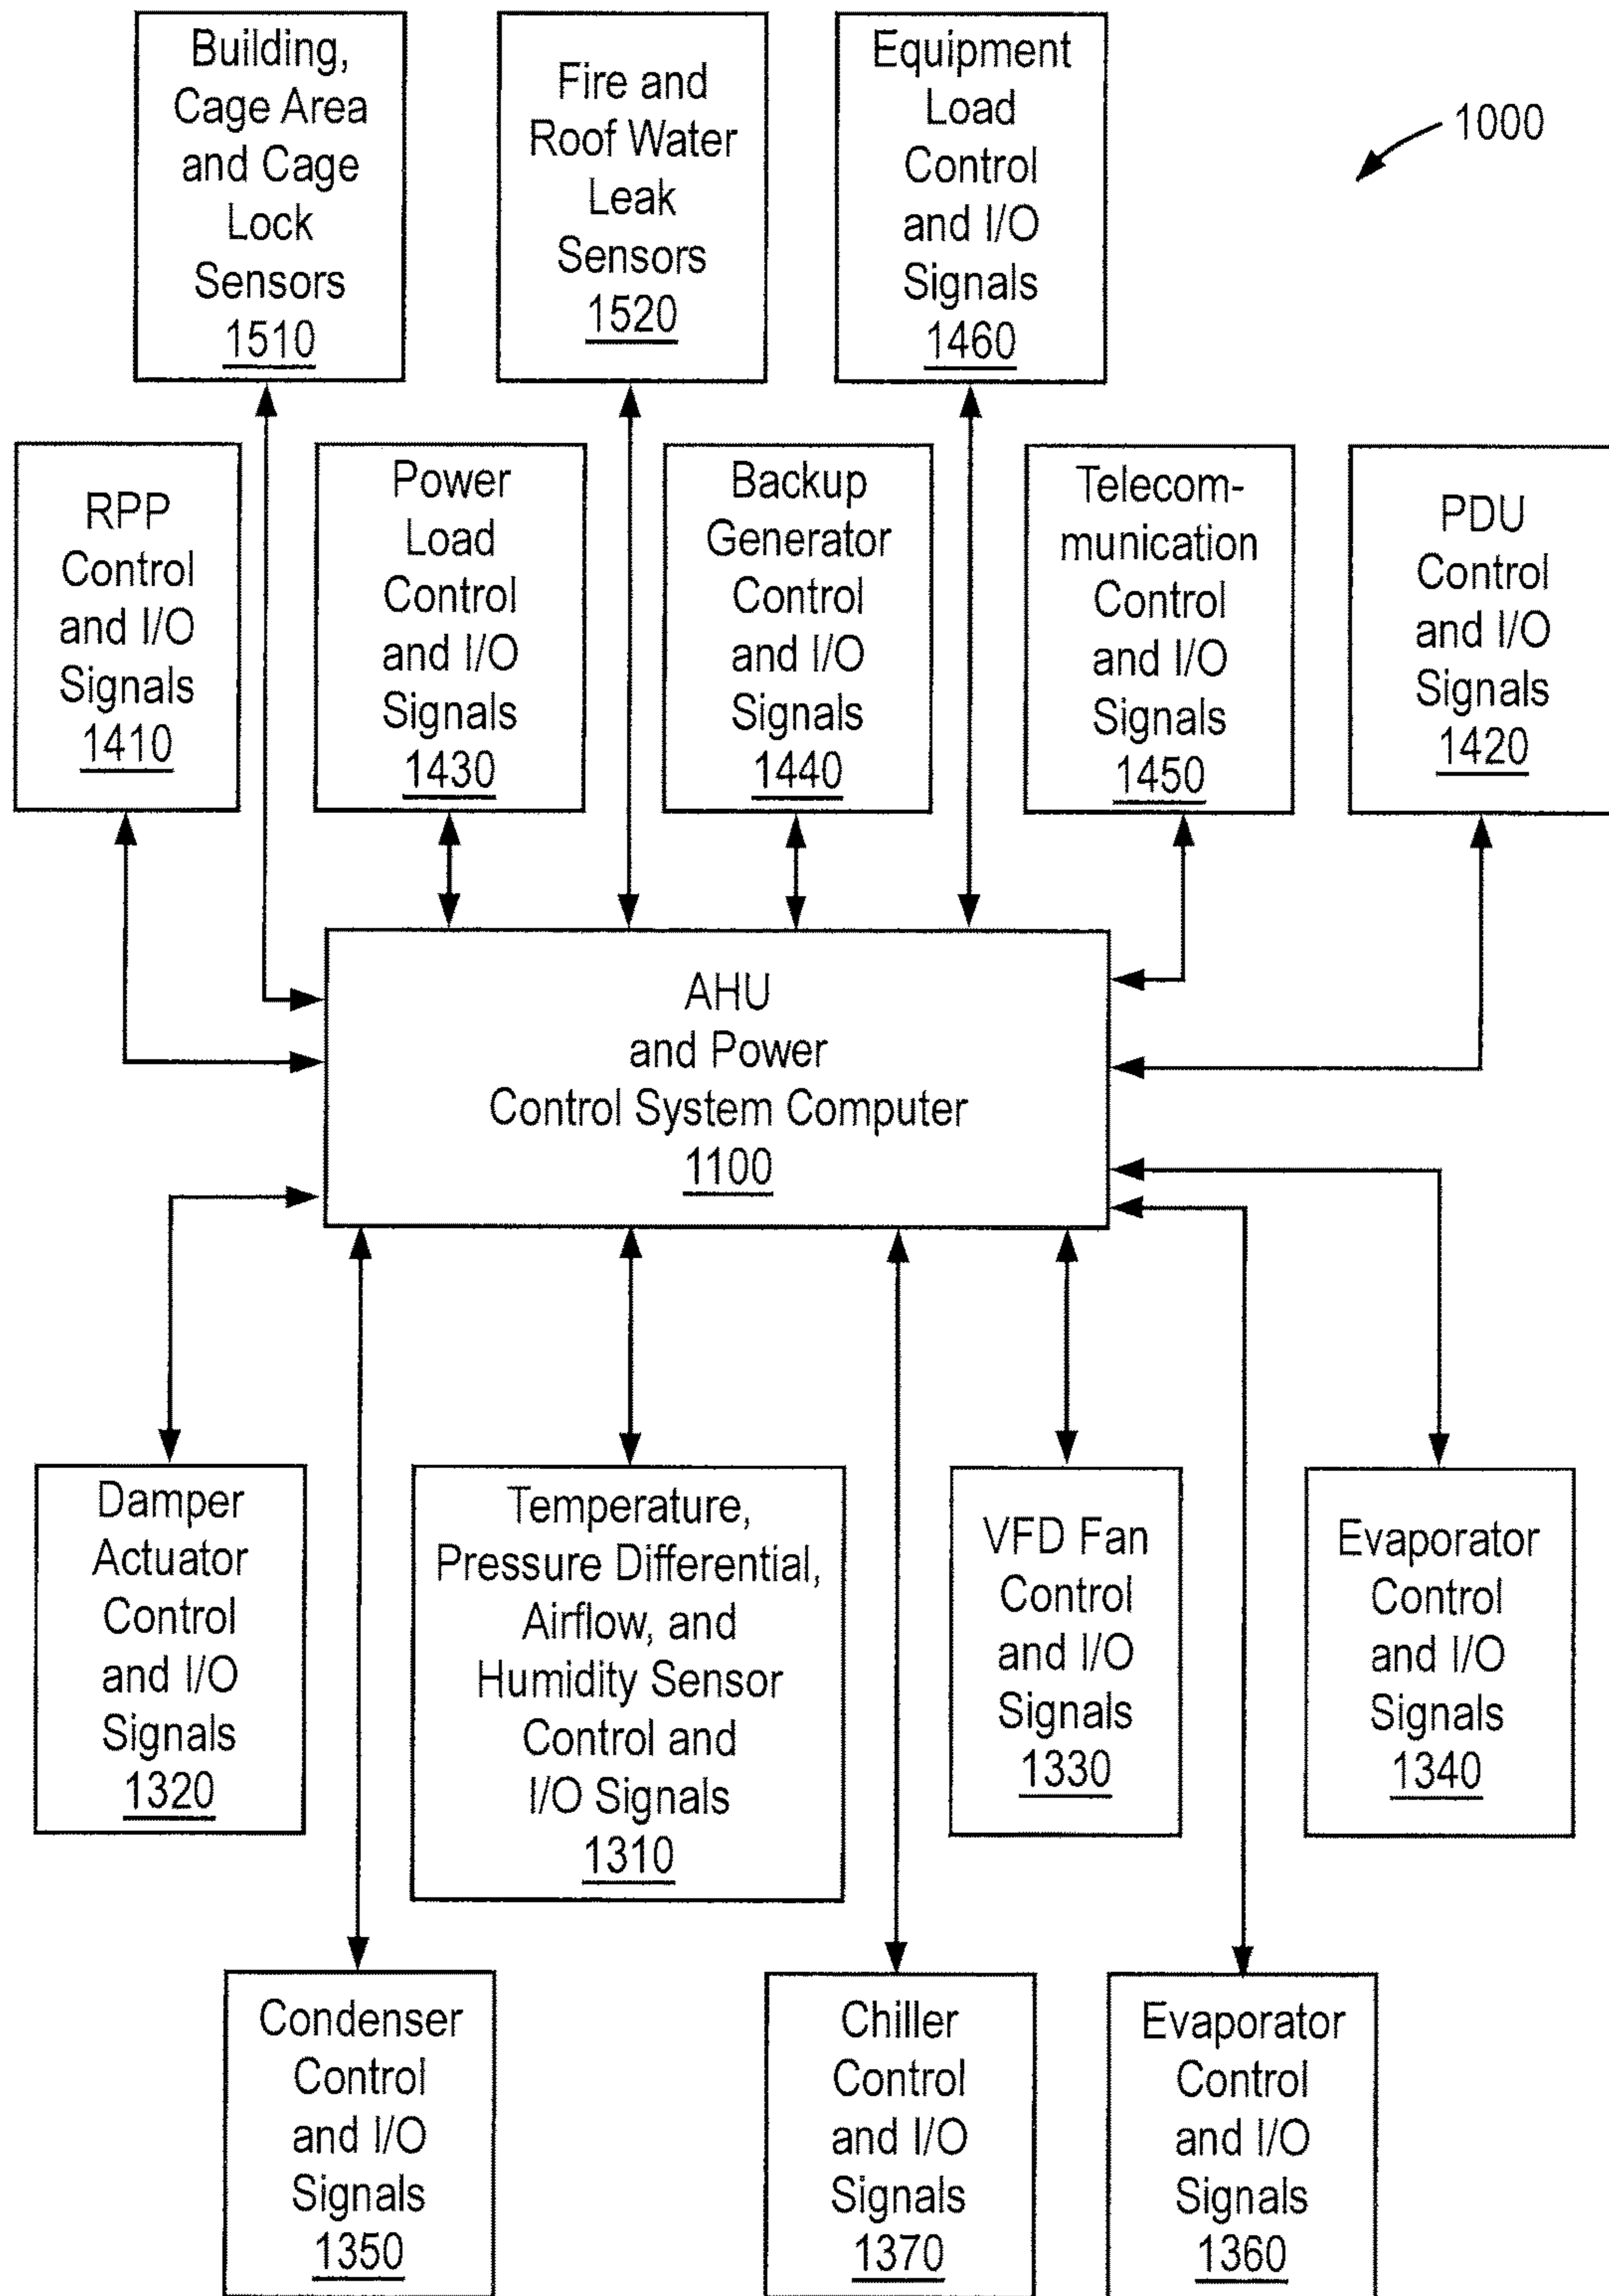 Building,
Cage Area
and Cage
Lock
Sensors
1510
Fire and
Roof Water
Leak
Sensors
1520
Equipment
Load
Control
and I/O
Signals
1460
1000
RPP
Control
and I/O
Signals
1410
Power
Load
Control
and I/O
Signals
1430
Backup
Generator
Control
and I/O
Signals
1440
Telecom-
munication
Control
and I/O
Signals
1450
PDU
Control
and I/O
Signals
1420
AHU
and Power
Control System Computer
1100
Damper
Actuator
Control
and I/O
Signals
1320
Temperature,
Pressure Differential,
Airflow, and
Humidity Sensor
Control and
I/O Signals
1310
VFD Fan
Control
and I/O
Signals
1330
Evaporator
Control
and I/O
Signals
1340
Condenser
Control
and I/O
Signals
1350
Chiller
Control
and I/O
Signals
1370
Evaporator
Control
and I/O
Signals
1360